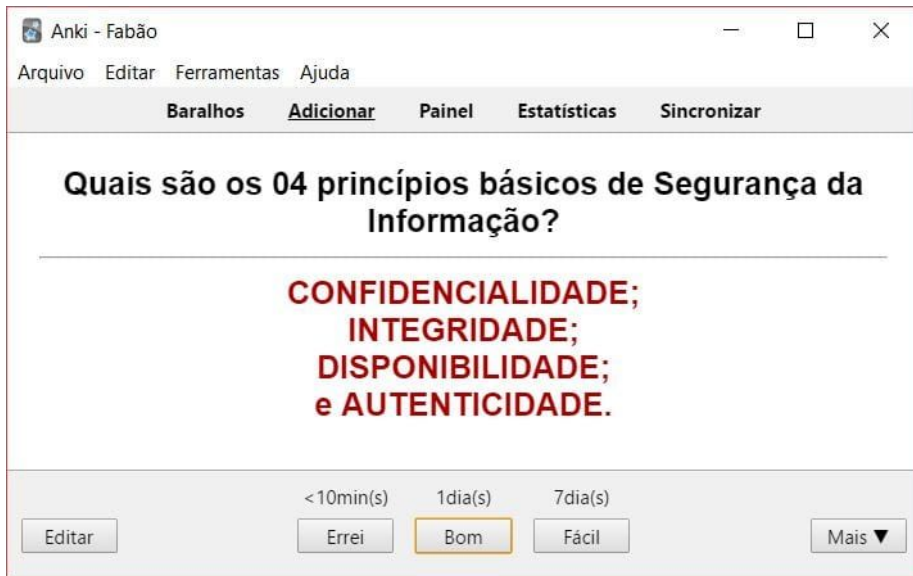 Anki - Fabão
Arquivo Editar Ferramentas Ajuda
Baralhos Adicionar Painel Estatísticas Sincronizar
Quais são os 04 princípios básicos de Segurança da
Informação?
CONFIDENCIALIDADE;
INTEGRIDADE;
DISPONIBILIDADE;
e AUTENTICIDADE.
<10min(s) 1dia(s) 7dia(s)
Editar Errei Bom Fácil Mais ▼